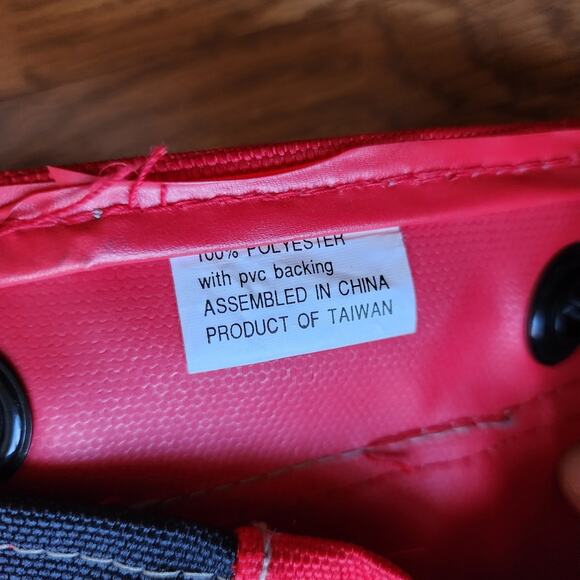 100% POLYESTER
with pvc backing
ASSEMBLED IN CHINA
PRODUCT OF TAIWAN